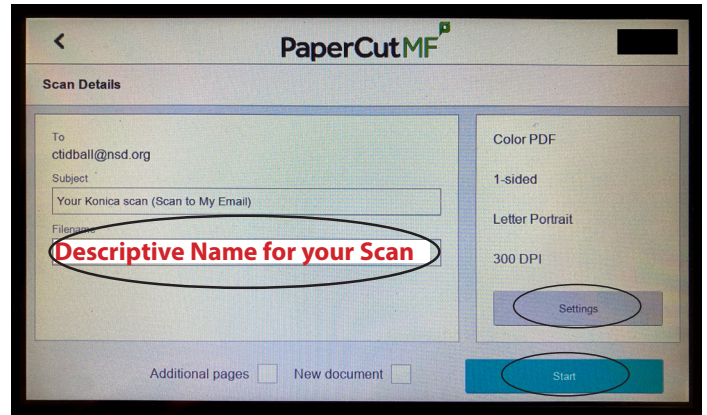 <
PaperCutMF
Scan Details
To
ctidball@nsd.org
Subject
Your Konica scan (Scan to My Email)
Filename
Descriptive Name for your Scan
Color PDF
1-sided
Letter Portrait
300 DPI
Settings
Additional pages
New document
Start